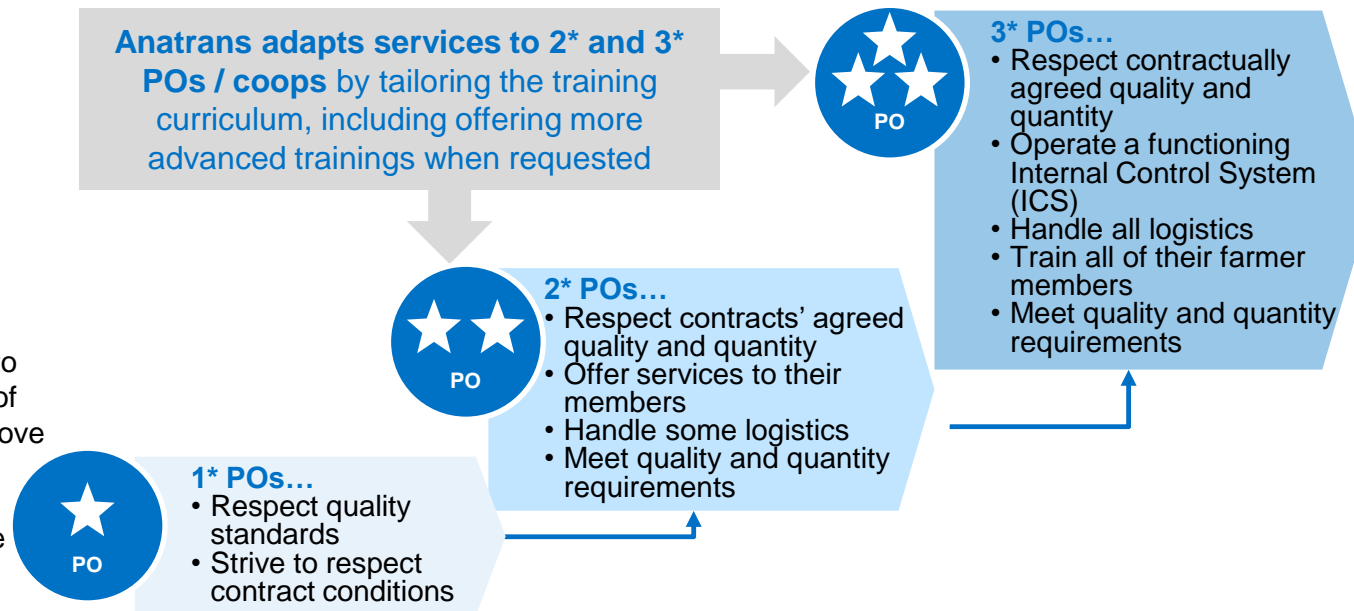 Anatrans adapts services to 2* and 3*
POs / coops by tailoring the training
curriculum, including offering more
advanced trainings when requested
PO
3* POs…
• Respect contractually
agreed quality and
quantity
• Operate a functioning
Internal Control System
(ICS)
• Handle all logistics
• Train all of their farmer
members
• Meet quality and quantity
requirements
PO
2* POs…
• Respect contracts’ agreed
quality and quantity
• Offer services to their
members
• Handle some logistics
• Meet quality and quantity
requirements
of
PO
1* POs…
• Respect quality
standards
• Strive to respect
contract conditions